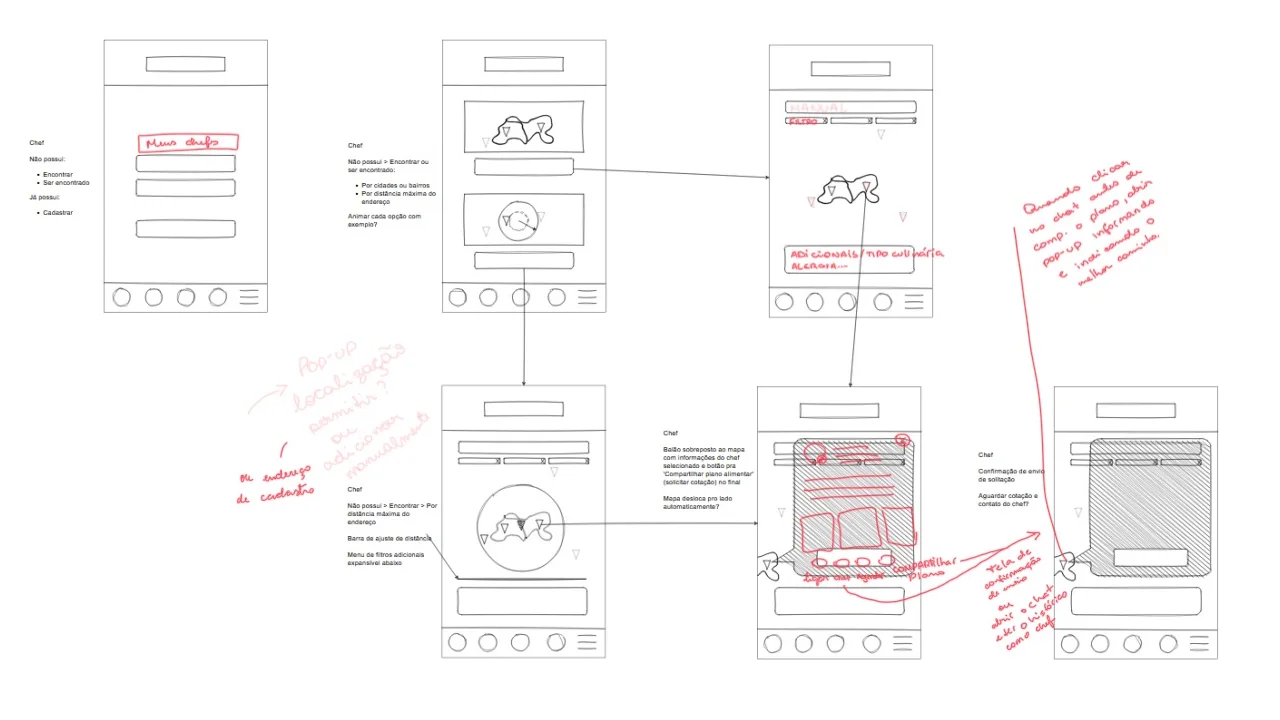 Chef
Não possui:
Encontrar
Ser encontrado
Já possui:
Cadastrar
Meus chefs
Chef
Não possui > Encontrar ou
ser encontrado:
Por cidades ou bairros
Por distância máxima do
endereço
Animar cada opção com
exemplo?
MANUAL
FILTRO
ADICIONAIS/TIPO culinária
ALERGIA...
Quando clicar
no chat antes de
comp. o plano, abrir
pop-up informando
e indicando o
melhor caminho.
POP-UP
localização
permitir?
ou
adicionar
manualmente
ou endereço
de cadastro
Chef
Não possui > Encontrar > Por
distância máxima do
endereço
Barra de ajuste de distância
Menu de filtros adicionais
expansível abaixo
Chef
Balão sobreposto ao mapa
com informações do chef
selecionado e botão pra
'Compartilhar plano alimentar'
(solicitar cotação) no final
Mapa desloca pro lado
automaticamente?
COMPARTILHAR
Plano
Chef
Confirmação de envio
de solitação
Aguardar cotação e
contato do chef?
tela de
confirmação
de envio
ou
abrir o chat
e ter o histórico
com o chef.